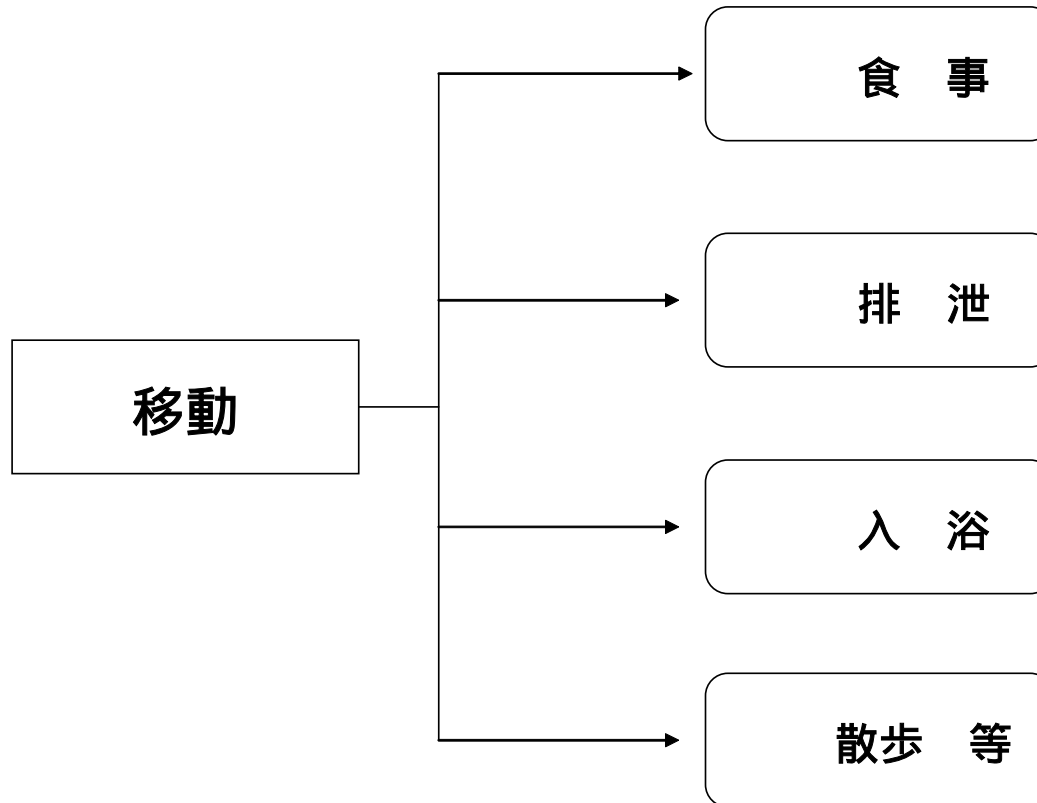 食　事
排　泄
移動
入　浴
散歩　等